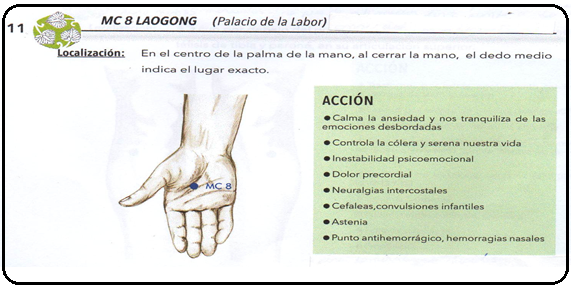 11
MC 8 LAOGONG (Palacio de la Labor)
Localización: En el centro de la palma de la mano, al cerrar la mano, el dedo medio
indica el lugar exacto.
MC 8
ACCIÓN
●Calma la ansiedad y nos tranquiliza de las
emociones desbordadas
●Controla la cólera y serena nuestra vida
●Inestabilidad psicoemocional
●Dolor precordial
●Neuralgias intercostales
●Cefaleas,convulsiones infantiles
●Astenia
●Punto antihemorrágico, hemorragias nasales